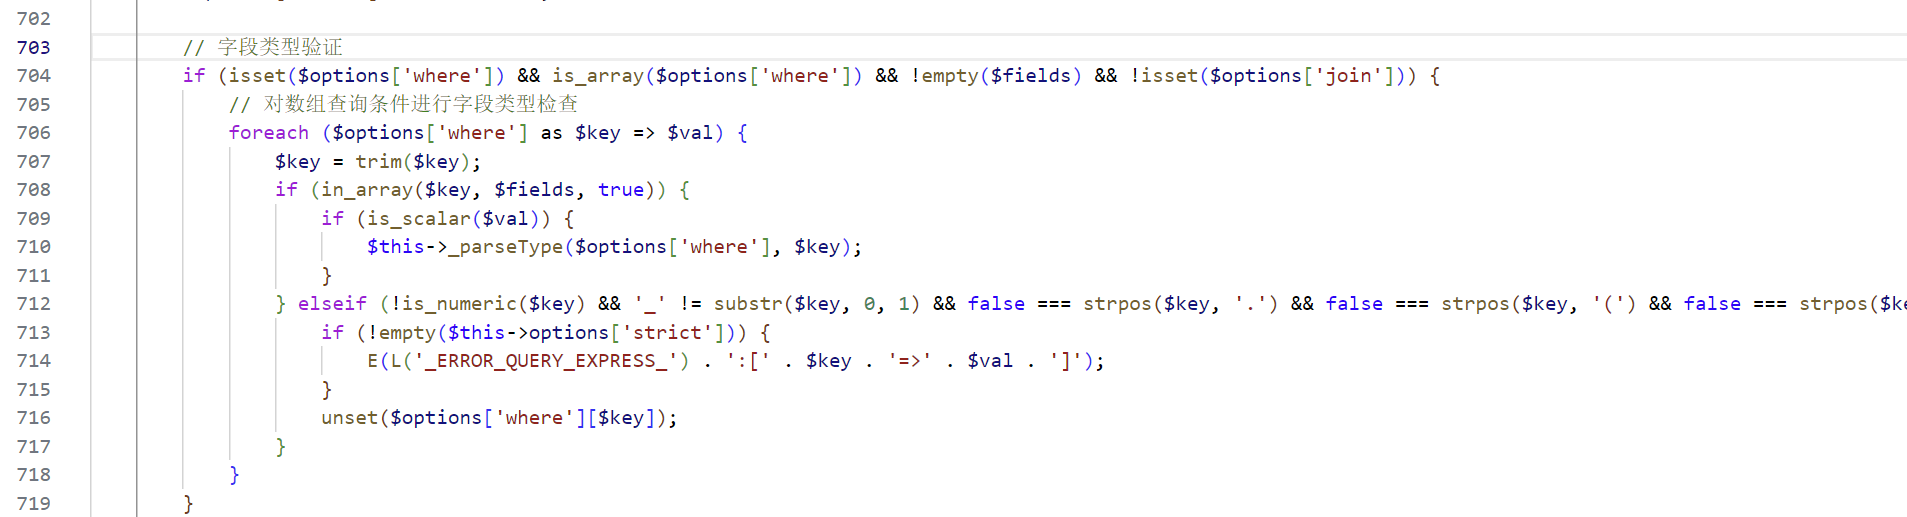 702
703 // 字段类型验证
704 if (isset($options['where']) && is_array($options['where']) && !empty($fields) && !isset($options['join'])) {
705 // 对数组查询条件进行字段类型检查
706 foreach ($options['where'] as $key => $val) {
707 $key = trim($key);
708 if (in_array($key, $fields, true)) {
709 if (is_scalar($val)) {
710 $this->_parseType($options['where'], $key);
711 }
712 } elseif (!is_numeric($key) && '_' != substr($key, 0, 1) && false === strpos($key, '.') && false === strpos($key, '(') && false === strpos($k
713 if (!empty($this->options['strict'])) {
714 E(L('_ERROR_QUERY_EXPRESS_') . ':[' . $key . '=>' . $val . ']');
715 }
716 unset($options['where'][$key]);
717 }
718 }
719 }